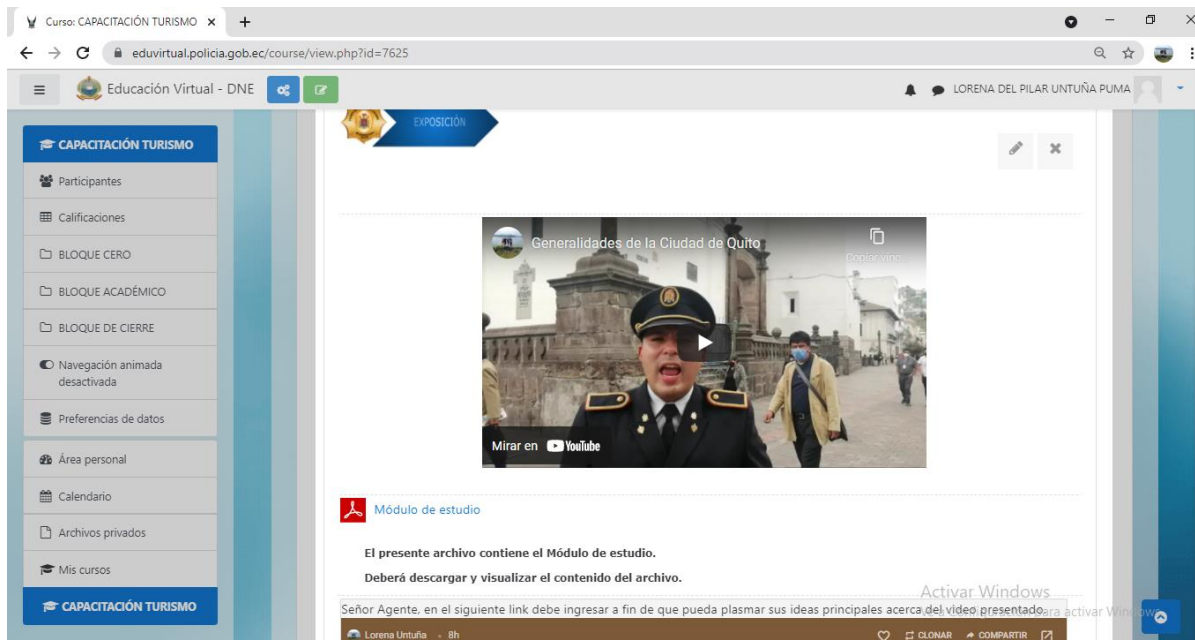 Curso: CAPACITACIÓN TURISMO
eduvirtual.policia.gob.ec/course/view.php?id=7625
Educación Virtual - DNE
LORENA DEL PILAR UNTUÑA PUMA
CAPACITACIÓN TURISMO
Participantes
Calificaciones
BLOQUE CERO
BLOQUE ACADÉMICO
BLOQUE DE CIERRE
Navegación animada
desactivada
Preferencias de datos
Área personal
Calendario
Archivos privados
Mis cursos
CAPACITACIÓN TURISMO
EXPOSICIÓN
Generalidades de la Ciudad de Quito
Copiar vínc...
Mirar en YouTube
Módulo de estudio
El presente archivo contiene el Módulo de estudio.
Deberá descargar y visualizar el contenido del archivo.
Activar Windows
Señor Agente, en el siguiente link debe ingresar a fin de que pueda plasmar sus ideas principales acerca del video presentado.
para activar Windows.
Lorena Untuña 8h
CLONAR COMPARTIR